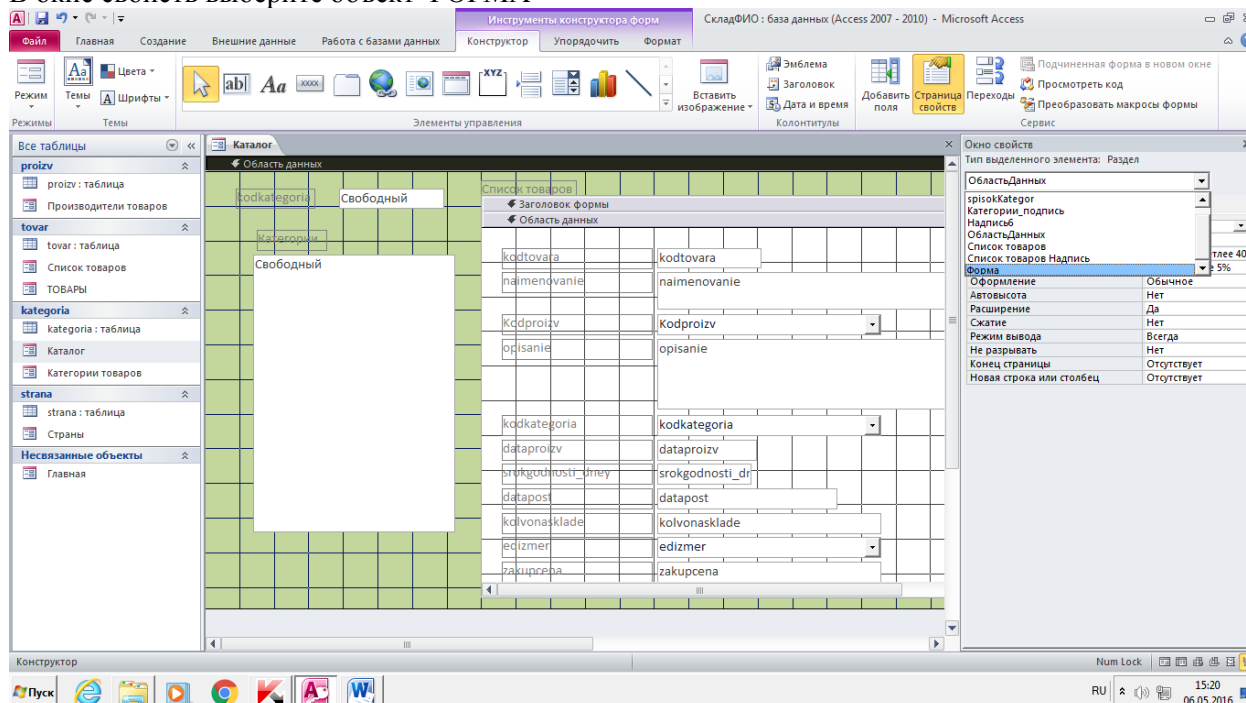 В окне свойств выберите объект ФОРМА
Инструменты конструктора форм
СкладФИО : база данных (Access 2007 - 2010) - Microsoft Access
Файл Главная Создание Внешние данные Работа с базами данных Конструктор Упорядочить Формат
Режим
Темы
Цвета
Шрифты
Aa
ab|
Aa
xxxx
XYZ
Вставить изображение
Эмблема
Заголовок
Дата и время
Добавить поля
Страница свойств
Переходы
Подчиненная форма в новом окне
Просмотреть код
Преобразовать макросы формы
Режимы Темы Элементы управления Колонтитулы Сервис
Все таблицы
proizv
proizv : таблица
Производители товаров
tovar
tovar : таблица
Список товаров
ТОВАРЫ
kategoria
kategoria : таблица
Каталог
Категории товаров
strana
strana : таблица
Страны
Несвязанные объекты
Главная
Каталог
Область данных
kodkategoria Свободный
Категории
Свободный
Список товаров
Заголовок формы
Область данных
kodtovara kodtovara
naimenovanie naimenovanie
Kodproizv Kodproizv
opisanie opisanie
kodkategoria kodkategoria
dataproizv dataproizv
srokgodnosti_dney srokgodnosti_dr
datapost datapost
kolvonasklade kolvonasklade
edizmer edizmer
zakupcena zakupcena
Окно свойств
Тип выделенного элемента: Раздел
ОбластьДанных
spisokKategor
Категории_подпись
Надпись6
ОбластьДанных
Список товаров
Список товаров Надпись
Форма
тлее 40
5%
Оформление Обычное
Автовысота Нет
Расширение Да
Сжатие Нет
Режим вывода Всегда
Не разрывать Нет
Конец страницы Отсутствует
Новая строка или столбец Отсутствует
Конструктор
Num Lock
Пуск
RU
15:20
06.05.2016